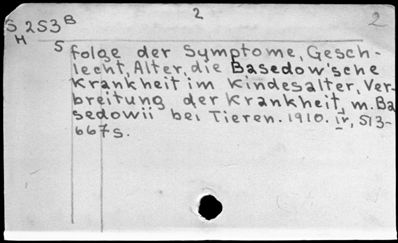 2
2
S 253 B
H
5 folge der Symptome, Gesch-
lecht, Alter, die Basedow'sche
Krankheit im Kindesalter, Ver-
breitung der Krankheit, m. Ba
sedowii bei Tieren. 1910. IV, 513-
667 S.